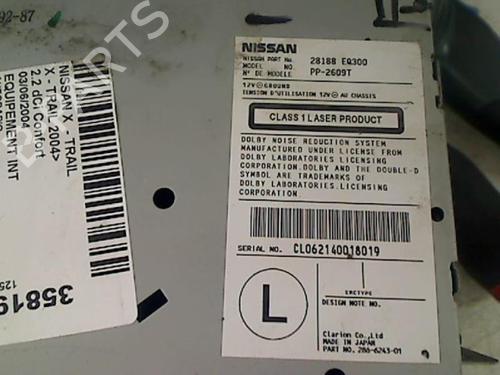 92-87
NISSAN X - TRAIL
X - TRAIL 2004>
2.2 dCi Confort
03/08/2004
EQUIPEMENT INT
35819
125
NISSAN
NISSAN PART No. 28188 EQ300
MODEL NO. PP-2609T
N° DE MODELE
12V GROUND
TENSION D'UTILISATION 12V AU CHASSIS
CLASS 1 LASER PRODUCT
DOLBY NOISE REDUCTION SYSTEM
MANUFACTURED UNDER LICENSE FROM
DOLBY LABORATORIES LICENSING
CORPORATION.DOLBY AND THE DOUBLE-D
SYMBOL ARE TRADEMARKS OF
DOLBY LABORATORIES LICENSING
CORPORATION.
SERIAL NO. CL062140018019
L
ERCTYPE
DESIGN NOTE NO.
Clarion Co.,Ltd
MADE IN JAPAN
PART NO. 286-6243-01